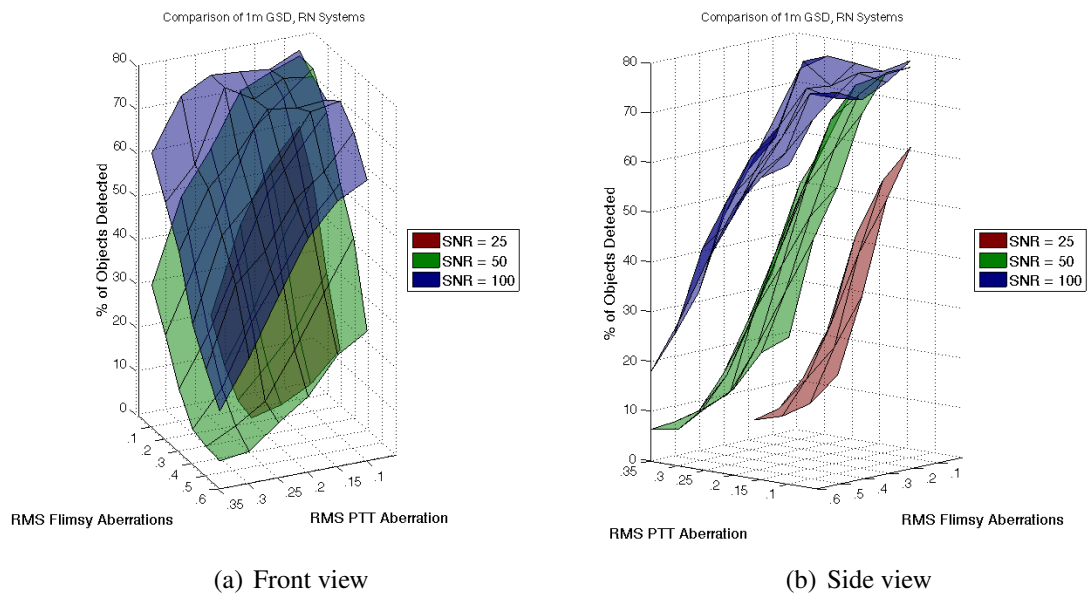 Comparison of 1m GSD, RN Systems
80
70
60
50
40
30
20
10
0
% of Objects Detected
.1
.2
.3
.4
.5
.6
.35
.3
.25
.2
.15
.1
RMS Flimsy Aberrations
RMS PTT Aberration
SNR = 25
SNR = 50
SNR = 100
(a) Front view
Comparison of 1m GSD, RN Systems
80
70
60
50
40
30
20
10
0
% of Objects Detected
.35
.3
.25
.2
.15
.1
.6
.5
.4
.3
.2
.1
RMS PTT Aberration
RMS Flimsy Aberrations
SNR = 25
SNR = 50
SNR = 100
(b) Side view